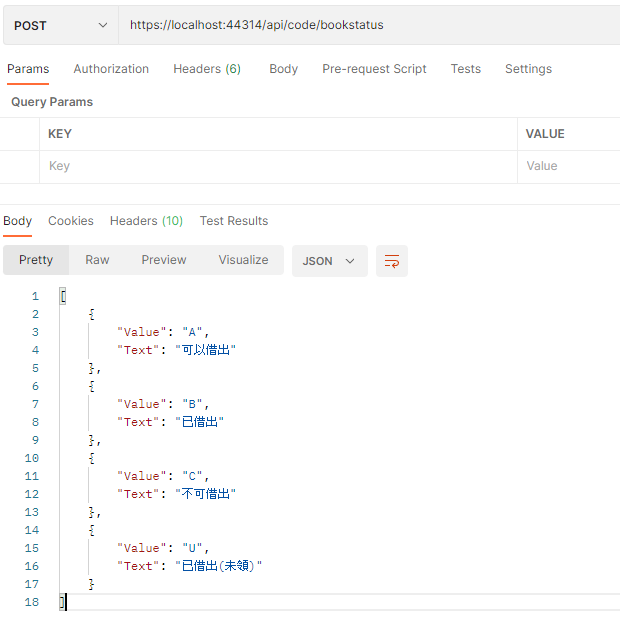 POST https://localhost:44314/api/code/bookstatus
Params Authorization Headers (6) Body Pre-request Script Tests Settings
Query Params
KEY VALUE
Key Value
Body Cookies Headers (10) Test Results
Pretty Raw Preview Visualize JSON
1 [
2 {
3 "Value": "A",
4 "Text": "可以借出"
5 },
6 {
7 "Value": "B",
8 "Text": "已借出"
9 },
10 {
11 "Value": "C",
12 "Text": "不可借出"
13 },
14 {
15 "Value": "U",
16 "Text": "已借出(未領)"
17 }
18 ]